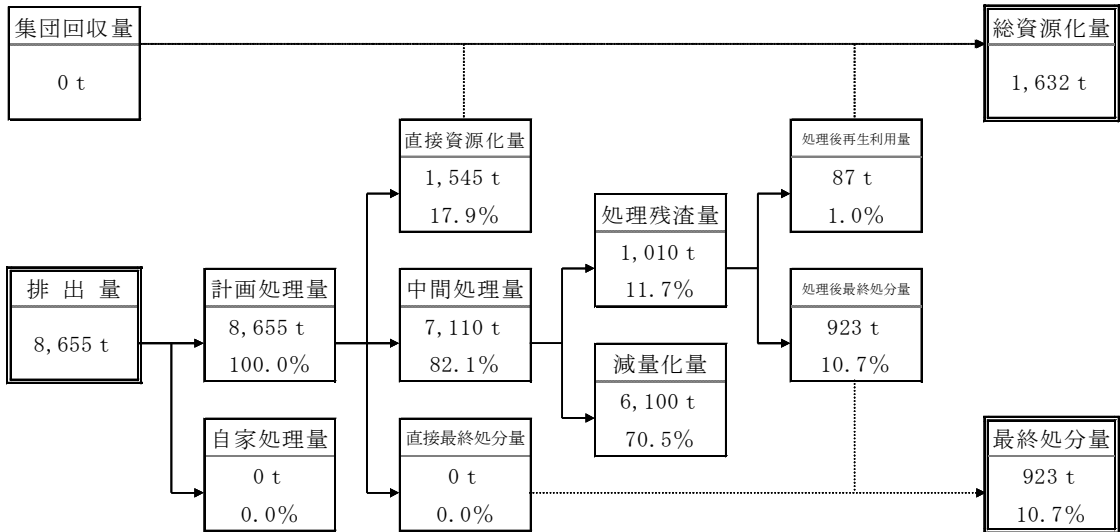 集団回収量
0 t
総資源化量
1,632 t
直接資源化量
1,545 t
17.9%
処理後再生利用量
87 t
1.0%
処理残渣量
1,010 t
11.7%
排出量
8,655 t
計画処理量
8,655 t
100.0%
中間処理量
7,110 t
82.1%
処理後最終処分量
923 t
10.7%
減量化量
6,100 t
70.5%
自家処理量
0 t
0.0%
直接最終処分量
0 t
0.0%
最終処分量
923 t
10.7%